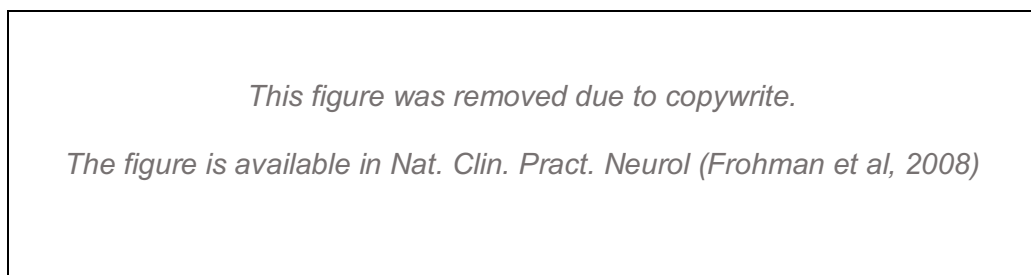 This figure was removed due to copywrite.
The figure is available in Nat. Clin. Pract. Neurol (Frohman et al, 2008)